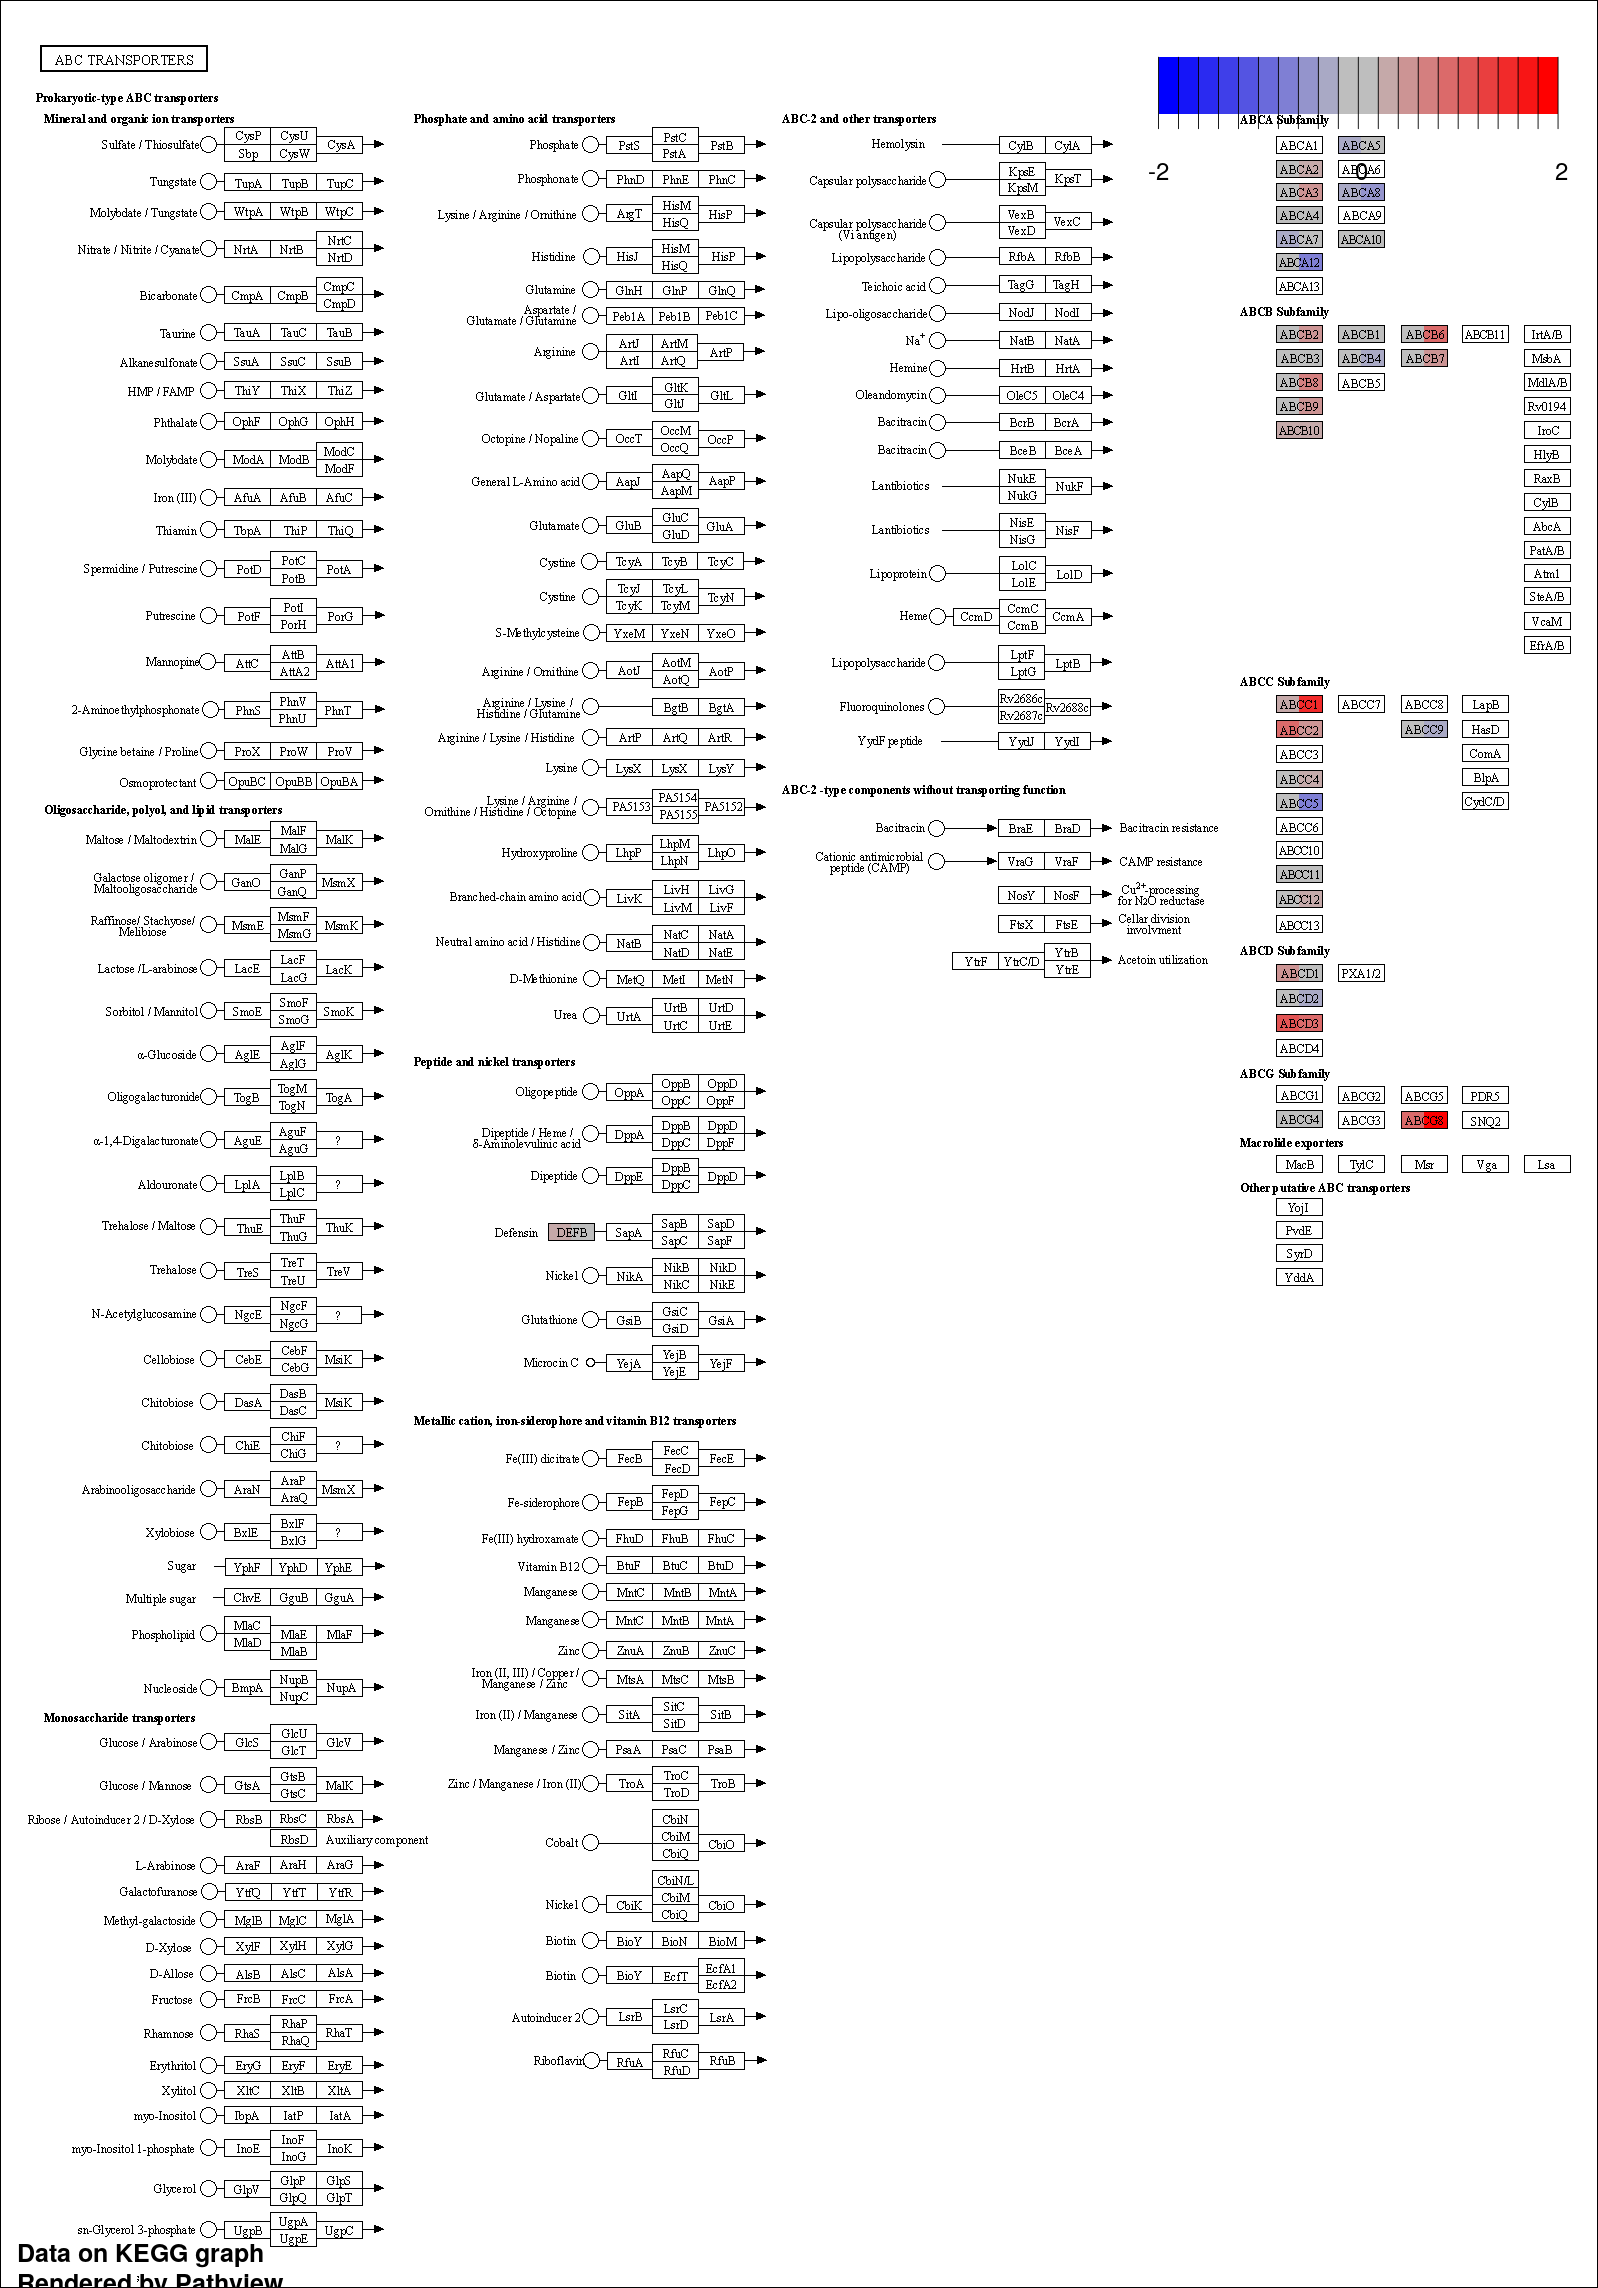 ABC TRANSPORTERS
Prokaryotic-type ABC transporters
Mineral and organic ion transporters
Sulfate / Thiosulfate CysP CysU CysA
Sbp CysW
Tungstate TupA TupB TupC
Molybdate / Tungstate WtpA WtpB WtpC
Nitrate / Nitrite / Cyanate NrtA NrtB NrtC
NrtD
Bicarbonate CmpA CmpB CmpC
CmpD
Taurine TauA TauC TauB
Alkanesulfonate SsuA SsuC SsuB
HMP / FAMP ThiY ThiX ThiZ
Phthalate OphF OphG OphH
Molybdate ModA ModB ModC
ModF
Iron (III) AfuA AfuB AfuC
Thiamin TbpA ThiP ThiQ
Spermidine / Putrescine PotD PotC PotA
PotB
Putrescine PotF PotI PorG
PorH
Mannopine AttC AttB AttA1
AttA2
2-Aminoethylphosphonate PhnS PhnV PhnT
PhnU
Glycine betaine / Proline ProX ProW ProV
Osmoprotectant OpuBC OpuBB OpuBA
Oligosaccharide, polyol, and lipid transporters
Maltose / Maltodextrin MalE MalF MalK
MalG
Galactose oligomer / GanO GanP MsmX
Maltooligosaccharide GanQ
Raffinose/ Stachyose/ MsmE MsmF MsmK
Melibiose MsmG
Lactose /L-arabinose LacE LacF LacK
LacG
Sorbitol / Mannitol SmoE SmoF SmoK
SmoG
α-Glucoside AglE AglF AglK
AglG
Oligogalacturonide TogB TogM TogA
TogN
α-1,4-Digalacturonate AguE AguF ?
AguG
Aldouronate LplA LplB ?
LplC
Trehalose / Maltose ThuE ThuF ThuK
ThuG
Trehalose TreS TreT TreV
TreU
N-Acetylglucosamine NgcE NgcF ?
NgcG
Cellobiose CebE CebF MsiK
CebG
Chitobiose DasA DasB MsiK
DasC
Chitobiose ChiE ChiF ?
ChiG
Arabinooligosaccharide AraN AraP MsmX
AraQ
Xylobiose BxlE BxlF ?
BxlG
Sugar YphF YphD YphE
Multiple sugar ChvE GguB GguA
Phospholipid MlaC MlaE MlaF
MlaD MlaB
Nucleoside BmpA NupB NupA
NupC
Monosaccharide transporters
Glucose / Arabinose GlcS GlcU GlcV
GlcT
Glucose / Mannose GtsA GtsB MalK
GtsC
Ribose / Autoinducer 2 / D-Xylose RbsB RbsC RbsA
RbsD Auxiliary component
L-Arabinose AraF AraH AraG
Galactofuranose YtfQ YtfT YtfR
Methyl-galactoside MglB MglC MglA
D-Xylose XylF XylH XylG
D-Allose AlsB AlsC AlsA
Fructose FrcB FrcC FrcA
Rhamnose RhaS RhaP RhaT
RhaQ
Erythritol EryG EryF EryE
Xylitol XltC XltB XltA
myo-Inositol IbpA IatP IatA
myo-Inositol 1-phosphate InoE InoF InoK
InoG
Glycerol GlpV GlpP GlpS
GlpQ GlpT
sn-Glycerol 3-phosphate UgpB UgpA UgpC
UgpE
Data on KEGG graph
Rendered by Pathview
Phosphate and amino acid transporters
Phosphate PstS PstC PstB
PstA
Phosphonate PhnD PhnE PhnC
Lysine / Arginine / Ornithine ArgT HisM HisP
HisQ
Histidine HisJ HisM HisP
HisQ
Glutamine GlnH GlnP GlnQ
Aspartate / Peb1A Peb1B Peb1C
Glutamate / Glutamine
Arginine ArtJ ArtM ArtP
ArtI ArtQ
Glutamate / Aspartate GltI GltK GltL
GltJ
Octopine / Nopaline OccT OccM OccP
OccQ
General L-Amino acid AapJ AapQ AapP
AapM
Glutamate GluB GluC GluA
GluD
Cystine TcyA TcyB TcyC
Cystine TcyJ TcyL TcyN
TcyK TcyM
S-Methylcysteine YxeM YxeN YxeO
Arginine / Ornithine AotJ AotM AotP
AotQ
Arginine / Lysine / BgtB BgtA
Histidine / Glutamine
Arginine / Lysine / Histidine ArtP ArtQ ArtR
Lysine LysX LysX LysY
Lysine / Arginine / PA5153 PA5154 PA5152
Ornithine / Histidine / Octopine PA5155
Hydroxyproline LhpP LhpM LhpO
LhpN
Branched-chain amino acid LivK LivH LivG
LivM LivF
Neutral amino acid / Histidine NatB NatC NatA
NatD NatE
D-Methionine MetQ MetI MetN
Urea UrtA UrtB UrtD
UrtC UrtE
Peptide and nickel transporters
Oligopeptide OppA OppB OppD
OppC OppF
Dipeptide / Heme / DppA DppB DppD
δ-Aminolevulinic acid DppC DppF
Dipeptide DppE DppB DppD
DppC
Defensin DEFB SapA SapB SapD
SapC SapF
Nickel NikA NikB NikD
NikC NikE
Glutathione GsiB GsiC GsiA
GsiD
Microcin C YejA YejB YejF
YejE
Metallic cation, iron-siderophore and vitamin B12 transporters
Fe(III) dicitrate FecB FecC FecE
FecD
Fe-siderophore FepB FepD FepC
FepG
Fe(III) hydroxamate FhuD FhuB FhuC
Vitamin B12 BtuF BtuC BtuD
Manganese MntC MntB MntA
Manganese MntC MntB MntA
Zinc ZnuA ZnuB ZnuC
Iron (II, III) / Copper / MtsA MtsC MtsB
Manganese / Zinc
Iron (II) / Manganese SitA SitC SitB
SitD
Manganese / Zinc PsaA PsaC PsaB
Zinc / Manganese / Iron (II) TroA TroC TroB
TroD
Cobalt CbiN
CbiM CbiO
CbiQ
Nickel CbiK CbiN/L
CbiM CbiO
CbiQ
Biotin BioY BioN BioM
Biotin BioY EcfT EcfA1
EcfA2
Autoinducer 2 LsrB LsrC LsrA
LsrD
Riboflavin RfuA RfuC RfuB
RfuD
ABC-2 and other transporters
Hemolysin CylB CylA
Capsular polysaccharide KpsE KpsT
KpsM
Capsular polysaccharide VexB VexC
(Vi antigen) VexD
Lipopolysaccharide RfbA RfbB
Teichoic acid TagG TagH
Lipo-oligosaccharide NodJ NodI
Na+ NatB NatA
Hemine HrtB HrtA
Oleandomycin OleC5 OleC4
Bacitracin BcrB BcrA
Bacitracin BceB BceA
Lantibiotics NukE NukF
NukG
Lantibiotics NisE NisF
NisG
Lipoprotein LolC LolD
LolE
Heme CcmD CcmC CcmA
CcmB
Lipopolysaccharide LptF LptB
LptG
Fluoroquinolones Rv2686c Rv2688c
Rv2687c
YydF peptide YydJ YydI
ABC-2 -type components without transporting function
Bacitracin BraE BraD Bacitracin resistance
Cationic antimicrobial VraG VraF CAMP resistance
peptide (CAMP)
NosY NosF Cu2+-processing
for N2O reductase
FtsX FtsE Cellar division
involvment
YtrF YtrC/D YtrB Acetoin utilization
YtrE
-2 0 2
ABCA Subfamily
ABCA1 ABCA5
ABCA2 ABCA6
ABCA3 ABCA8
ABCA4 ABCA9
ABCA7 ABCA10
ABCA12
ABCA13
ABCB Subfamily
ABCB2 ABCB1 ABCB6 ABCB11 IrtA/B
ABCB3 ABCB4 ABCB7 MsbA
ABCB8 ABCB5 MdlA/B
ABCB9 Rv0194
ABCB10 IroC
HlyB
RaxB
CylB
AbcA
PatA/B
Atm1
SteA/B
VcaM
EfrA/B
ABCC Subfamily
ABCC1 ABCC7 ABCC8 LapB
ABCC2 ABCC9 HasD
ABCC3 ComA
ABCC4 BlpA
ABCC5 CydC/D
ABCC6
ABCC10
ABCC11
ABCC12
ABCC13
ABCD Subfamily
ABCD1 PXA1/2
ABCD2
ABCD3
ABCD4
ABCG Subfamily
ABCG1 ABCG2 ABCG5 PDR5
ABCG4 ABCG3 ABCG8 SNQ2
Macrolide exporters
MacB TylC Msr Vga Lsa
Other putative ABC transporters
YojI
PvdE
SyrD
YddA